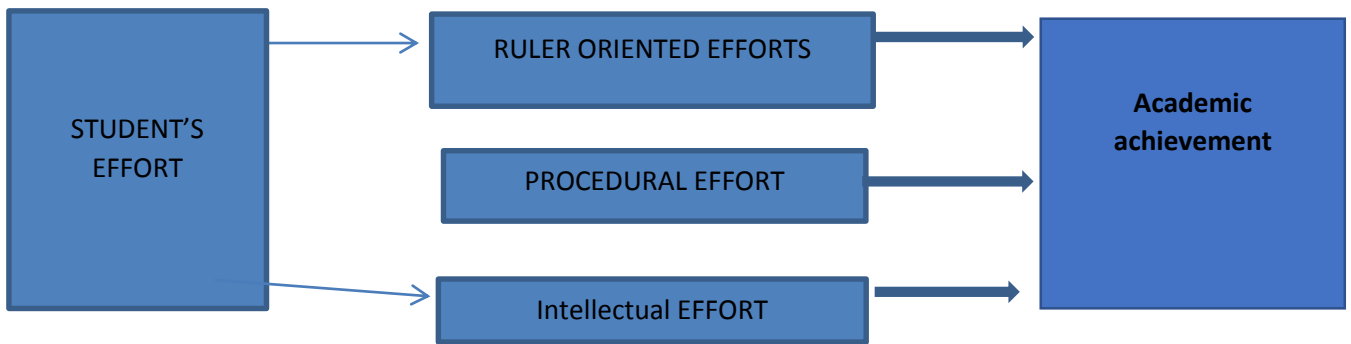 RULER ORIENTED EFFORTS
STUDENT’S
EFFORT
Academic
achievement
PROCEDURAL EFFORT
Intellectual EFFORT